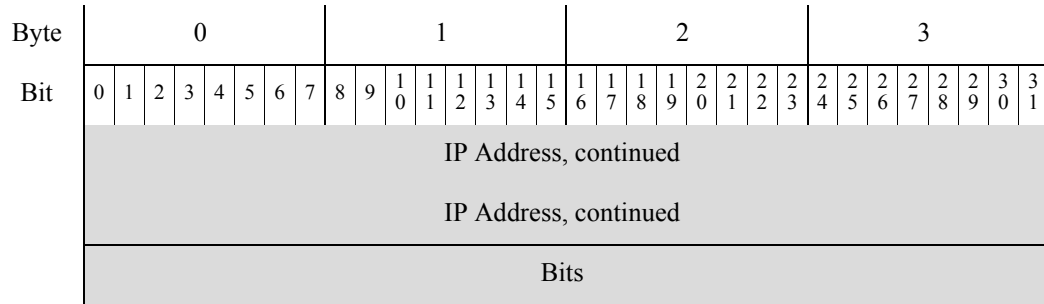 Byte 0 1 2 3
Bit 0 1 2 3 4 5 6 7 8 9 10 11 12 13 14 15 16 17 18 19 20 21 22 23 24 25 26 27 28 29 30 31
IP Address, continued
IP Address, continued
Bits